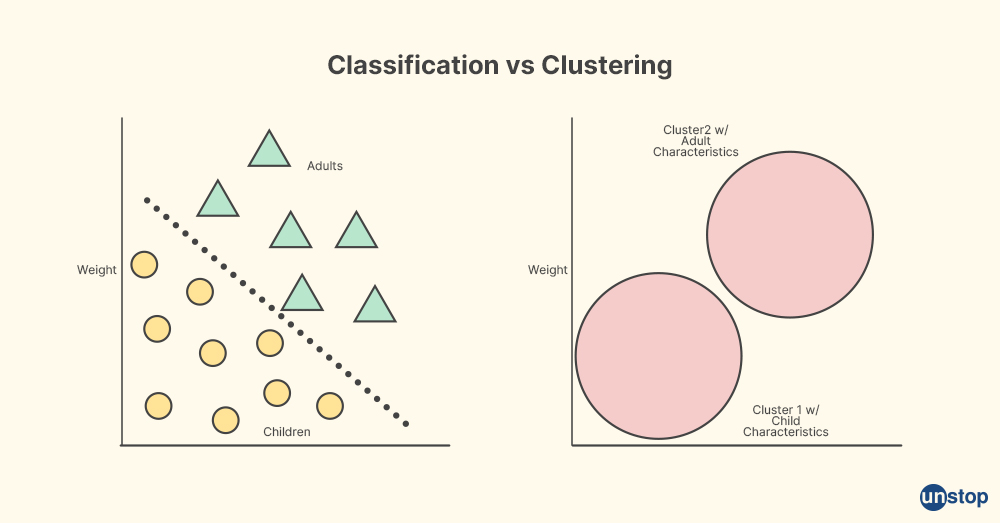 Classification vs Clustering
Adults
Weight
Children
Cluster2 w/
Adult
Characteristics
Weight
Cluster 1 w/
Child
Characteristics
unstop